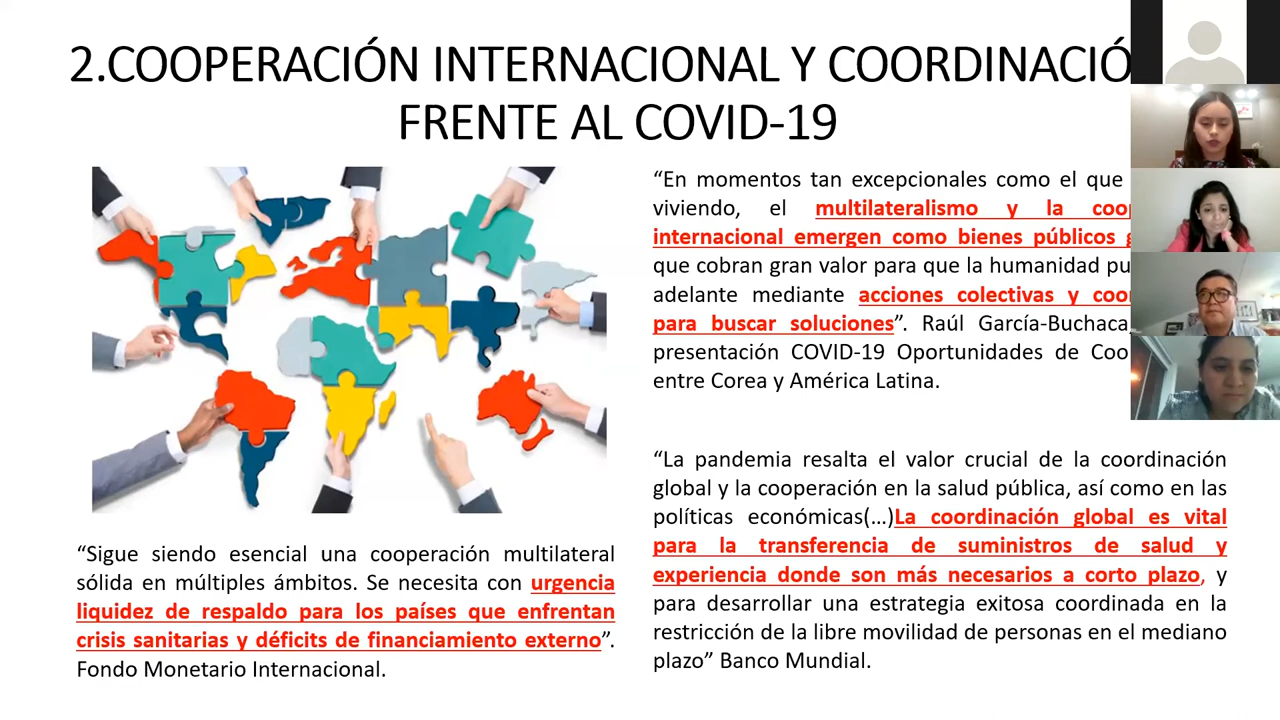 2.COOPERACIÓN INTERNACIONAL Y COORDINACIÓ
FRENTE AL COVID-19
“En momentos tan excepcionales como el que
viviendo, el multilateralismo y la coop
internacional emergen como bienes públicos g
que cobran gran valor para que la humanidad pu
adelante mediante acciones colectivas y coor
para buscar soluciones”. Raúl García-Buchaca
presentación COVID-19 Oportunidades de Coo
entre Corea y América Latina.
“La pandemia resalta el valor crucial de la coordinación
global y la cooperación en la salud pública, así como en las
políticas económicas(…)La coordinación global es vital
para la transferencia de suministros de salud y
experiencia donde son más necesarios a corto plazo, y
para desarrollar una estrategia exitosa coordinada en la
restricción de la libre movilidad de personas en el mediano
plazo” Banco Mundial.
“Sigue siendo esencial una cooperación multilateral
sólida en múltiples ámbitos. Se necesita con urgencia
liquidez de respaldo para los países que enfrentan
crisis sanitarias y déficits de financiamiento externo”.
Fondo Monetario Internacional.